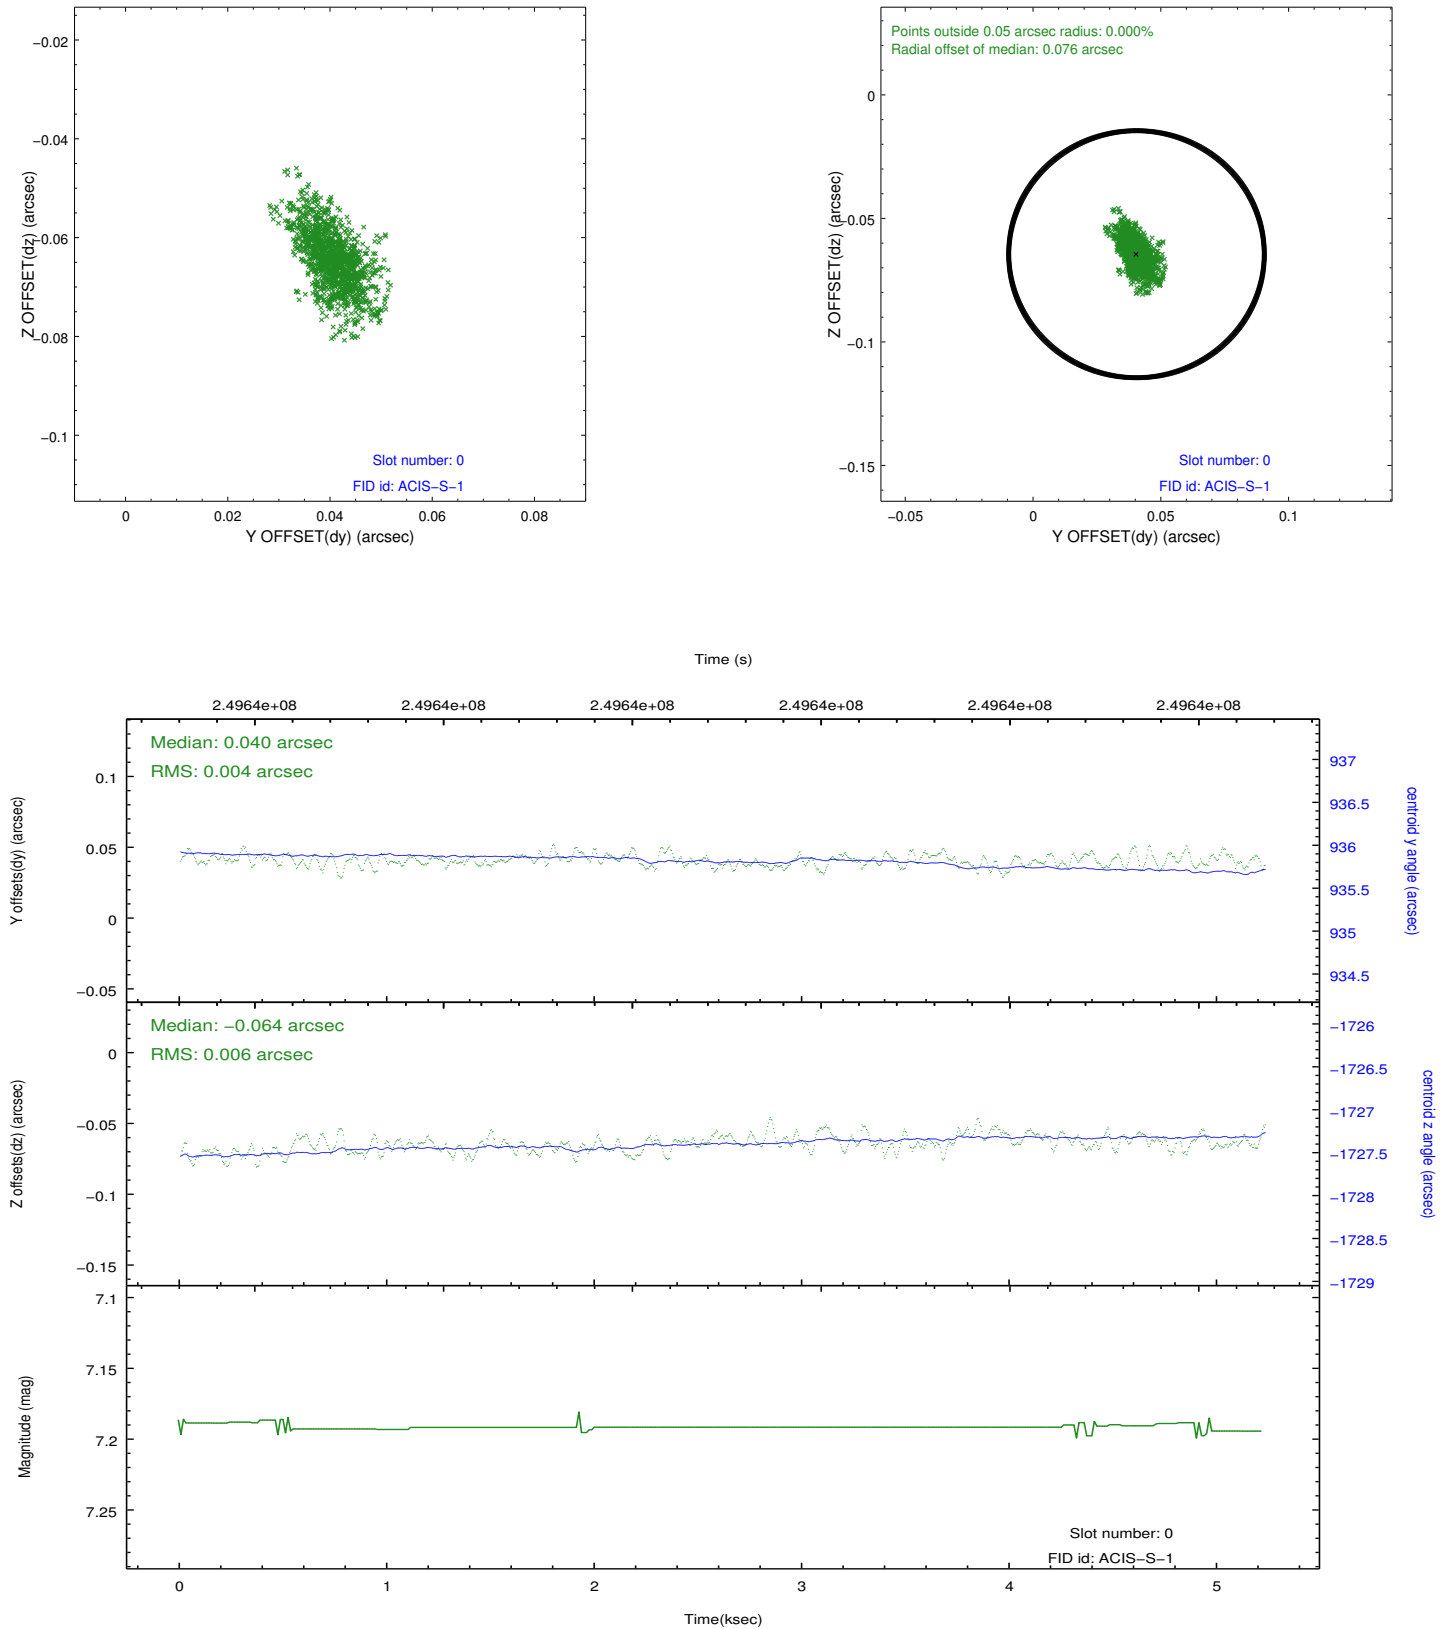 −0.02
−0.04
−0.06
−0.08
−0.1
Z OFFSET(dz) (arcsec)
Slot number: 0
FID id: ACIS−S−1
0
0.02
0.04
0.06
0.08
Y OFFSET(dy) (arcsec)
Points outside 0.05 arcsec radius: 0.000%
Radial offset of median: 0.076 arcsec
0
−0.05
−0.1
−0.15
Z OFFSET(dz) (arcsec)
Slot number: 0
FID id: ACIS−S−1
−0.05
0
0.05
0.1
Y OFFSET(dy) (arcsec)
Time (s)
2.4964e+08
2.4964e+08
2.4964e+08
2.4964e+08
2.4964e+08
2.4964e+08
Median: 0.040 arcsec
RMS: 0.004 arcsec
0.1
0.05
0
−0.05
Y offsets(dy) (arcsec)
937
936.5
936
935.5
935
934.5
centroid y angle (arcsec)
Median: −0.064 arcsec
RMS: 0.006 arcsec
0
−0.05
−0.1
−0.15
Z offsets(dz) (arcsec)
−1726
−1726.5
−1727
−1727.5
−1728
−1728.5
−1729
centroid z angle (arcsec)
7.1
7.15
7.2
7.25
Magnitude (mag)
Slot number: 0
FID id: ACIS−S−1
0
1
2
3
4
5
Time(ksec)